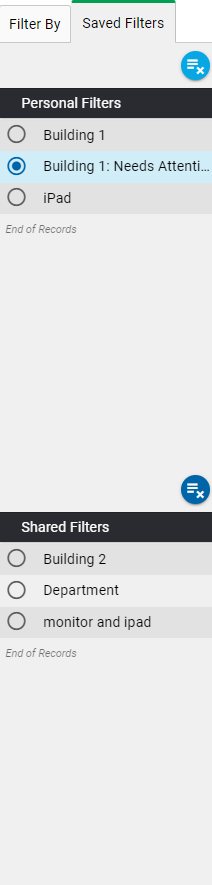 Filter By
Saved Filters
Personal Filters
Building 1
Building 1: Needs Attenti...
iPad
End of Records
Shared Filters
Building 2
Department
monitor and ipad
End of Records